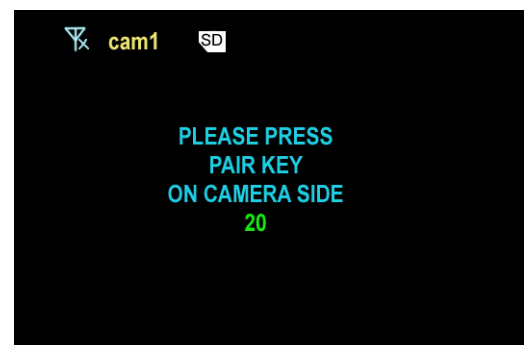 cam1 SD
PLEASE PRESS
PAIR KEY
ON CAMERA SIDE
20